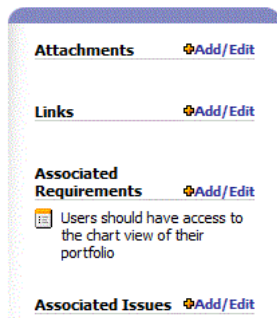 Attachments Add/Edit
Links Add/Edit
Associated
Requirements Add/Edit
Users should have access to
the chart view of their
portfolio
Associated Issues Add/Edit